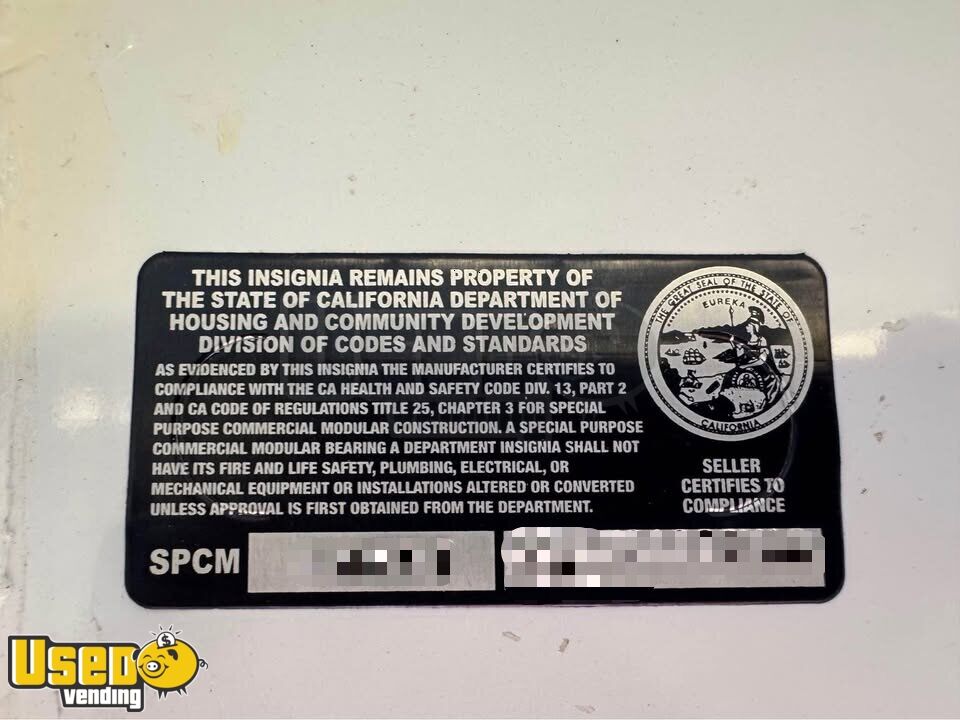 THIS INSIGNIA REMAINS PROPERTY OF
THE STATE OF CALIFORNIA DEPARTMENT OF
HOUSING AND COMMUNITY DEVELOPMENT
DIVISION OF CODES AND STANDARDS
AS EVIDENCED BY THIS INSIGNIA THE MANUFACTURER CERTIFIES TO
COMPLIANCE WITH THE CA HEALTH AND SAFETY CODE DIV. 13, PART 2
AND CA CODE OF REGULATIONS TITLE 25, CHAPTER 3 FOR SPECIAL
PURPOSE COMMERCIAL MODULAR CONSTRUCTION. A SPECIAL PURPOSE
COMMERCIAL MODULAR BEARING A DEPARTMENT INSIGNIA SHALL NOT
HAVE ITS FIRE AND LIFE SAFETY, PLUMBING, ELECTRICAL, OR
MECHANICAL EQUIPMENT OR INSTALLATIONS ALTERED OR CONVERTED
UNLESS APPROVAL IS FIRST OBTAINED FROM THE DEPARTMENT.
THE GREAT SEAL OF THE STATE OF
EUREKA
CALIFORNIA
SELLER
CERTIFIES TO
COMPLIANCE
SPCM
USED
vending